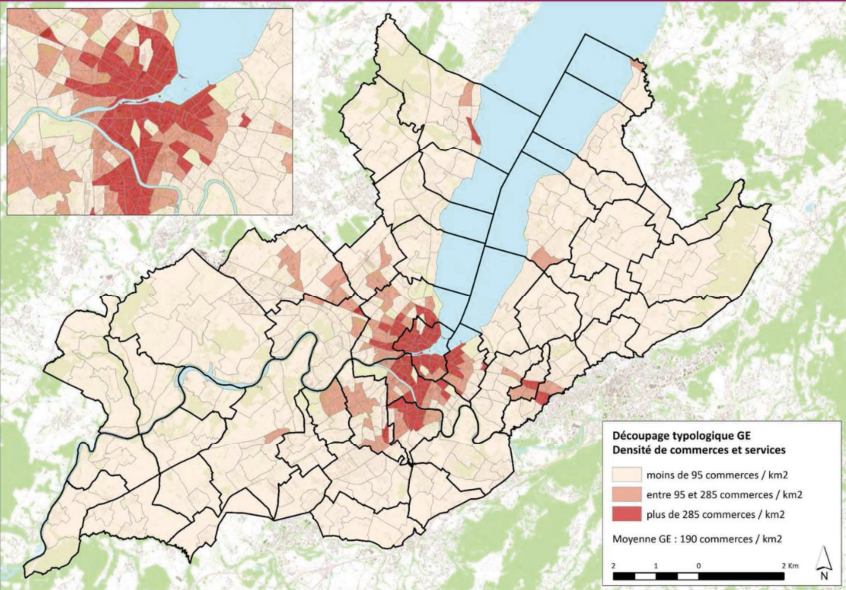 Découpage typologique GE
Densité de commerces et services
moins de 95 commerces / km2
entre 95 et 285 commerces / km2
plus de 285 commerces / km2
Moyenne GE : 190 commerces / km2
2 1 0 2 Km
N